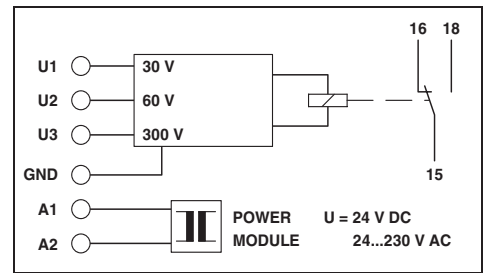 16 18
U1 30 V
U2 60 V
U3 300 V
GND
15
A1
POWER U = 24 V DC
A2 MODULE 24...230 V AC